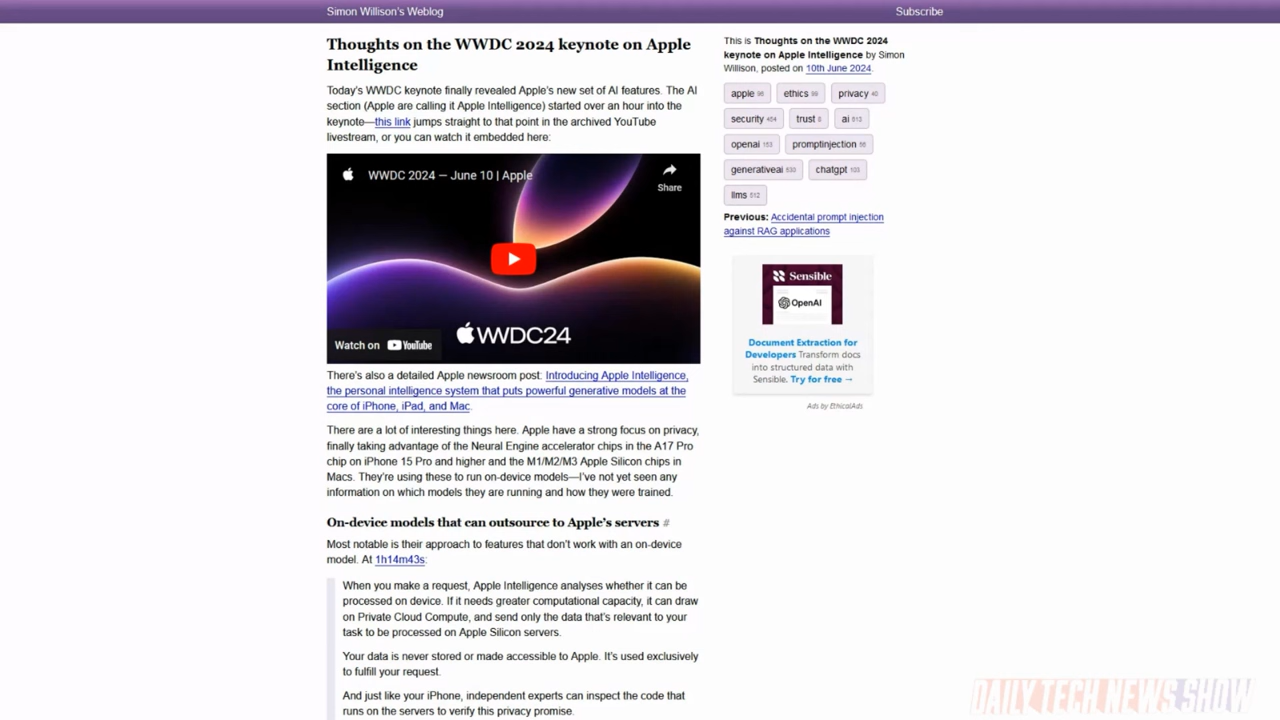 Simon Willison's Weblog
Subscribe
Thoughts on the WWDC 2024 keynote on Apple
Intelligence
Today's WWDC keynote finally revealed Apple's new set of AI features. The AI
section (Apple are calling it Apple Intelligence) started over an hour into the
keynote—this link jumps straight to that point in the archived YouTube
livestream, or you can watch it embedded here:
WWDC 2024 — June 10 | Apple
Share
WWDC24
Watch on YouTube
There's also a detailed Apple newsroom post: Introducing Apple Intelligence,
the personal intelligence system that puts powerful generative models at the
core of iPhone, iPad, and Mac.
There are a lot of interesting things here. Apple have a strong focus on privacy,
finally taking advantage of the Neural Engine accelerator chips in the A17 Pro
chip on iPhone 15 Pro and higher and the M1/M2/M3 Apple Silicon chips in
Macs. They're using these to run on-device models—I've not yet seen any
information on which models they are running and how they were trained.
On-device models that can outsource to Apple's servers #
Most notable is their approach to features that don't work with an on-device
model. At 1h14m43s:
When you make a request, Apple Intelligence analyses whether it can be
processed on device. If it needs greater computational capacity, it can draw
on Private Cloud Compute, and send only the data that's relevant to your
task to be processed on Apple Silicon servers.
Your data is never stored or made accessible to Apple. It's used exclusively
to fulfill your request.
And just like your iPhone, independent experts can inspect the code that
runs on the servers to verify this privacy promise.
This is Thoughts on the WWDC 2024
keynote on Apple Intelligence by Simon
Willison, posted on 10th June 2024.
apple 96 ethics privacy 40
security 454 trust 8 ai 613
openai 153 promptinjection
generativeai 533 chatgpt 103
llms 512
Previous: Accidental prompt injection
against RAG applications
Sensible
OpenAI
Document Extraction for
Developers Transform docs
into structured data with
Sensible. Try for free →
Ads by EthicalAds
DAILY TECH NEWS SHOW